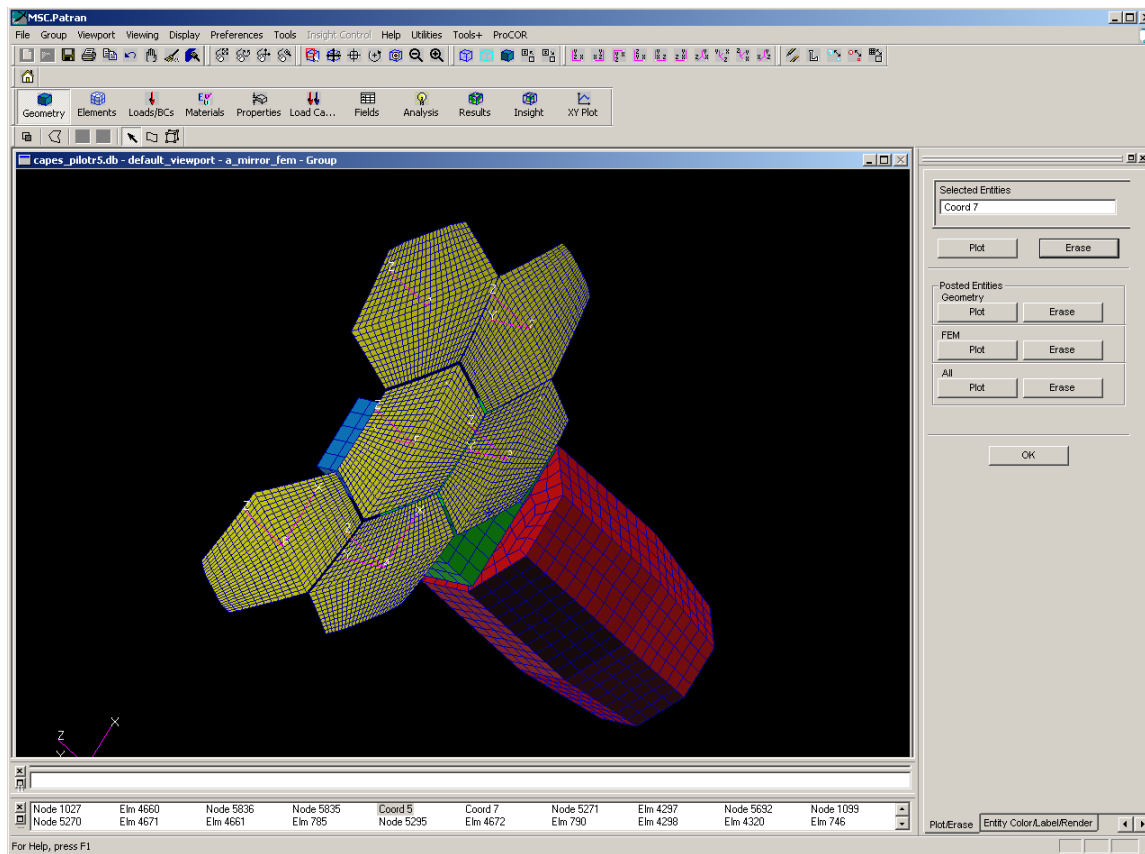 MSC.Patran
File Group Viewport Viewing Display Preferences Tools Insight Control Help Utilities Tools+ ProCOR
Geometry Elements Loads/BCs Materials Properties Load Ca... Fields Analysis Results Insight XY Plot
capes_pilotr5.db - default_viewport - a_mirror_fem - Group
Selected Entities
Coord 7
Plot Erase
Posted Entities
Geometry
Plot Erase
FEM
Plot Erase
All
Plot Erase
OK
Z
Z
Y
Z
Z
Z
X
Z
X
X
Z
Y
Node 1027 Elm 4660 Node 5836 Node 5835 Coord 5 Coord 7 Node 5271 Elm 4297 Node 5692 Node 1099
Node 5270 Elm 4671 Elm 4661 Elm 785 Node 5295 Elm 4672 Elm 790 Elm 4298 Elm 4320 Elm 746
Plot/Erase Entity Color/Label/Render
For Help, press F1